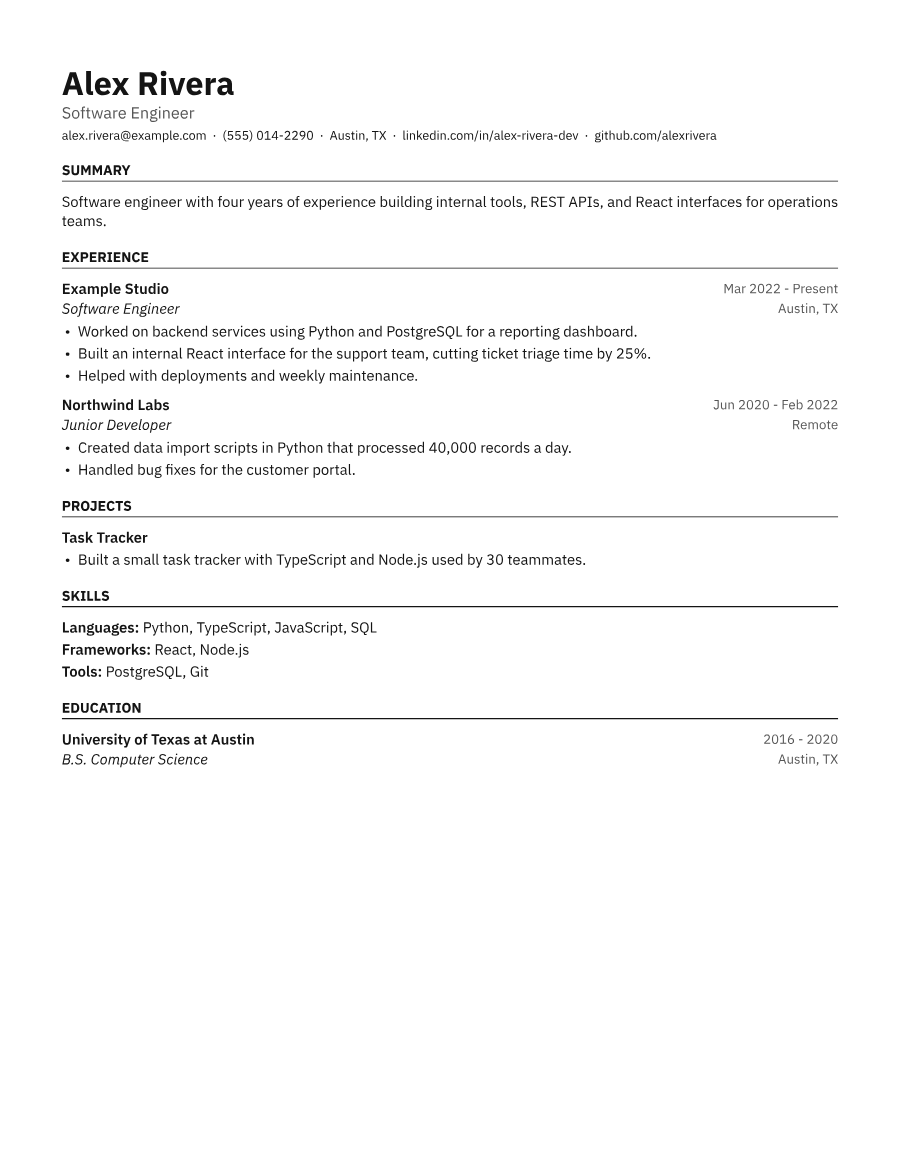 Alex Rivera
Software Engineer
alex.rivera@example.com · (555) 014-2290 · Austin, TX · linkedin.com/in/alex-rivera-dev · github.com/alexrivera
SUMMARY
Software engineer with four years of experience building internal tools, REST APIs, and React interfaces for operations
teams.
EXPERIENCE
Example Studio Mar 2022 - Present
Software Engineer Austin, TX
• Worked on backend services using Python and PostgreSQL for a reporting dashboard.
• Built an internal React interface for the support team, cutting ticket triage time by 25%.
• Helped with deployments and weekly maintenance.
Northwind Labs Jun 2020 - Feb 2022
Junior Developer Remote
• Created data import scripts in Python that processed 40,000 records a day.
• Handled bug fixes for the customer portal.
PROJECTS
Task Tracker
• Built a small task tracker with TypeScript and Node.js used by 30 teammates.
SKILLS
Languages: Python, TypeScript, JavaScript, SQL
Frameworks: React, Node.js
Tools: PostgreSQL, Git
EDUCATION
University of Texas at Austin 2016 - 2020
B.S. Computer Science Austin, TX